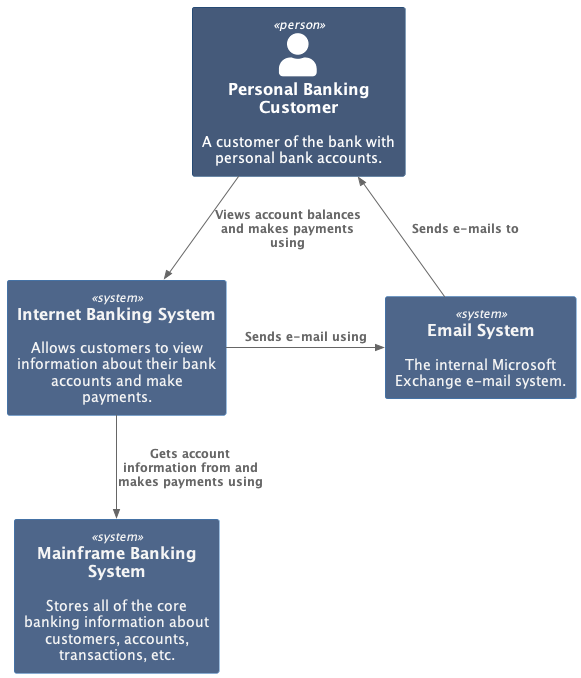 «person»
Personal Banking
Customer
A customer of the bank with
personal bank accounts.
Views account balances
and makes payments
using
Sends e-mails to
«system»
Internet Banking System
Allows customers to view
information about their bank
accounts and make
payments.
Sends e-mail using
«system»
Email System
The internal Microsoft
Exchange e-mail system.
Gets account
information from and
makes payments using
«system»
Mainframe Banking
System
Stores all of the core
banking information about
customers, accounts,
transactions, etc.